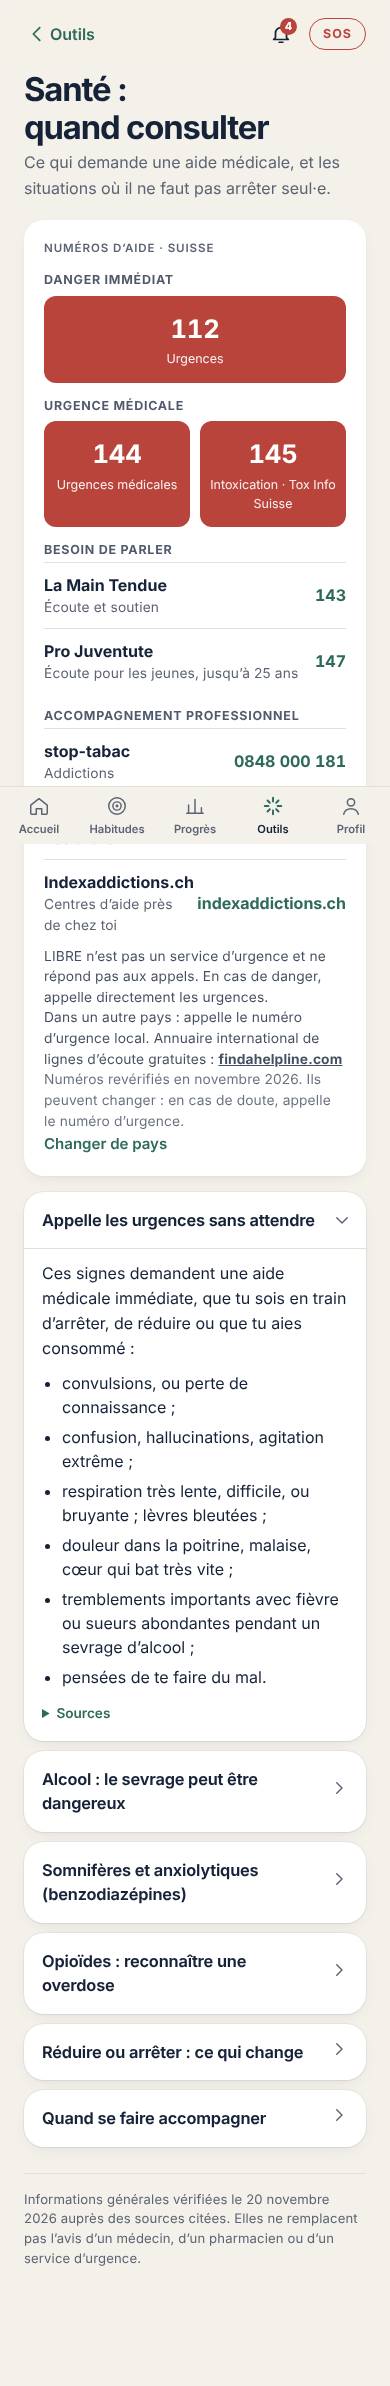 Outils
4
SOS
Santé :
quand consulter
Ce qui demande une aide médicale, et les
situations où il ne faut pas arrêter seul·e.
NUMÉROS D’AIDE · SUISSE
DANGER IMMÉDIAT
112
Urgences
URGENCE MÉDICALE
144
Urgences médicales
145
Intoxication · Tox Info
Suisse
BESOIN DE PARLER
La Main Tendue
Écoute et soutien
143
Pro Juventute
Écoute pour les jeunes, jusqu’à 25 ans
147
ACCOMPAGNEMENT PROFESSIONNEL
stop-tabac
Addictions
0848 000 181
Accueil
Habitudes
Progrès
Outils
Profil
Indexaddictions.ch
Centres d’aide près
de chez toi
indexaddictions.ch
LIBRE n’est pas un service d’urgence et ne
répond pas aux appels. En cas de danger,
appelle directement les urgences.
Dans un autre pays : appelle le numéro
d’urgence local. Annuaire international de
lignes d’écoute gratuites : findahelpline.com
Numéros revérifiés en novembre 2026. Ils
peuvent changer : en cas de doute, appelle
le numéro d’urgence.
Changer de pays
Appelle les urgences sans attendre
Ces signes demandent une aide
médicale immédiate, que tu sois en train
d’arrêter, de réduire ou que tu aies
consommé :
• convulsions, ou perte de
connaissance ;
• confusion, hallucinations, agitation
extrême ;
• respiration très lente, difficile, ou
bruyante ; lèvres bleutées ;
• douleur dans la poitrine, malaise,
cœur qui bat très vite ;
• tremblements importants avec fièvre
ou sueurs abondantes pendant un
sevrage d’alcool ;
• pensées de te faire du mal.
Sources
Alcool : le sevrage peut être
dangereux
Somnifères et anxiolytiques
(benzodiazépines)
Opioïdes : reconnaître une
overdose
Réduire ou arrêter : ce qui change
Quand se faire accompagner
Informations générales vérifiées le 20 novembre
2026 auprès des sources citées. Elles ne remplacent
pas l’avis d’un médecin, d’un pharmacien ou d’un
service d’urgence.